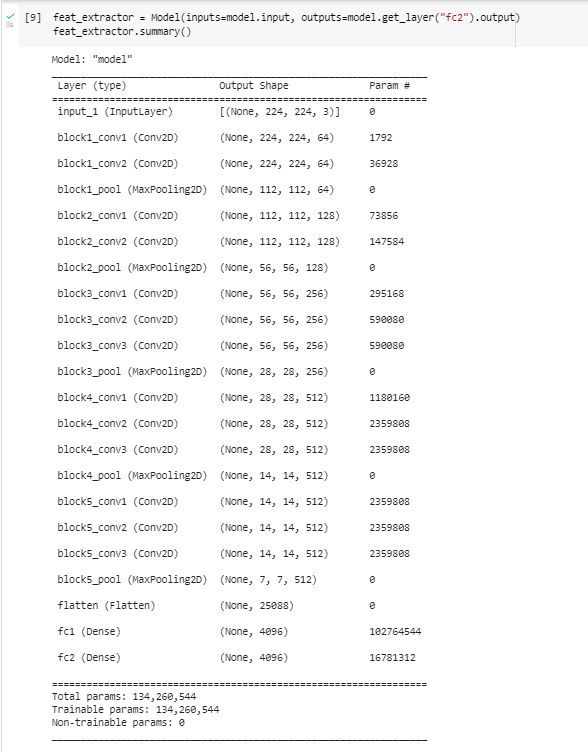 [9] feat_extractor = Model(inputs=model.input, outputs=model.get_layer("fc2").output)
feat_extractor.summary()
Model: "model"
Layer (type) Output Shape Param #
=================================================================
input_1 (InputLayer) [(None, 224, 224, 3)] 0
block1_conv1 (Conv2D) (None, 224, 224, 64) 1792
block1_conv2 (Conv2D) (None, 224, 224, 64) 36928
block1_pool (MaxPooling2D) (None, 112, 112, 64) 0
block2_conv1 (Conv2D) (None, 112, 112, 128) 73856
block2_conv2 (Conv2D) (None, 112, 112, 128) 147584
block2_pool (MaxPooling2D) (None, 56, 56, 128) 0
block3_conv1 (Conv2D) (None, 56, 56, 256) 295168
block3_conv2 (Conv2D) (None, 56, 56, 256) 590080
block3_conv3 (Conv2D) (None, 56, 56, 256) 590080
block3_pool (MaxPooling2D) (None, 28, 28, 256) 0
block4_conv1 (Conv2D) (None, 28, 28, 512) 1180160
block4_conv2 (Conv2D) (None, 28, 28, 512) 2359808
block4_conv3 (Conv2D) (None, 28, 28, 512) 2359808
block4_pool (MaxPooling2D) (None, 14, 14, 512) 0
block5_conv1 (Conv2D) (None, 14, 14, 512) 2359808
block5_conv2 (Conv2D) (None, 14, 14, 512) 2359808
block5_conv3 (Conv2D) (None, 14, 14, 512) 2359808
block5_pool (MaxPooling2D) (None, 7, 7, 512) 0
flatten (Flatten) (None, 25088) 0
fc1 (Dense) (None, 4096) 102764544
fc2 (Dense) (None, 4096) 16781312
=================================================================
Total params: 134,260,544
Trainable params: 134,260,544
Non-trainable params: 0